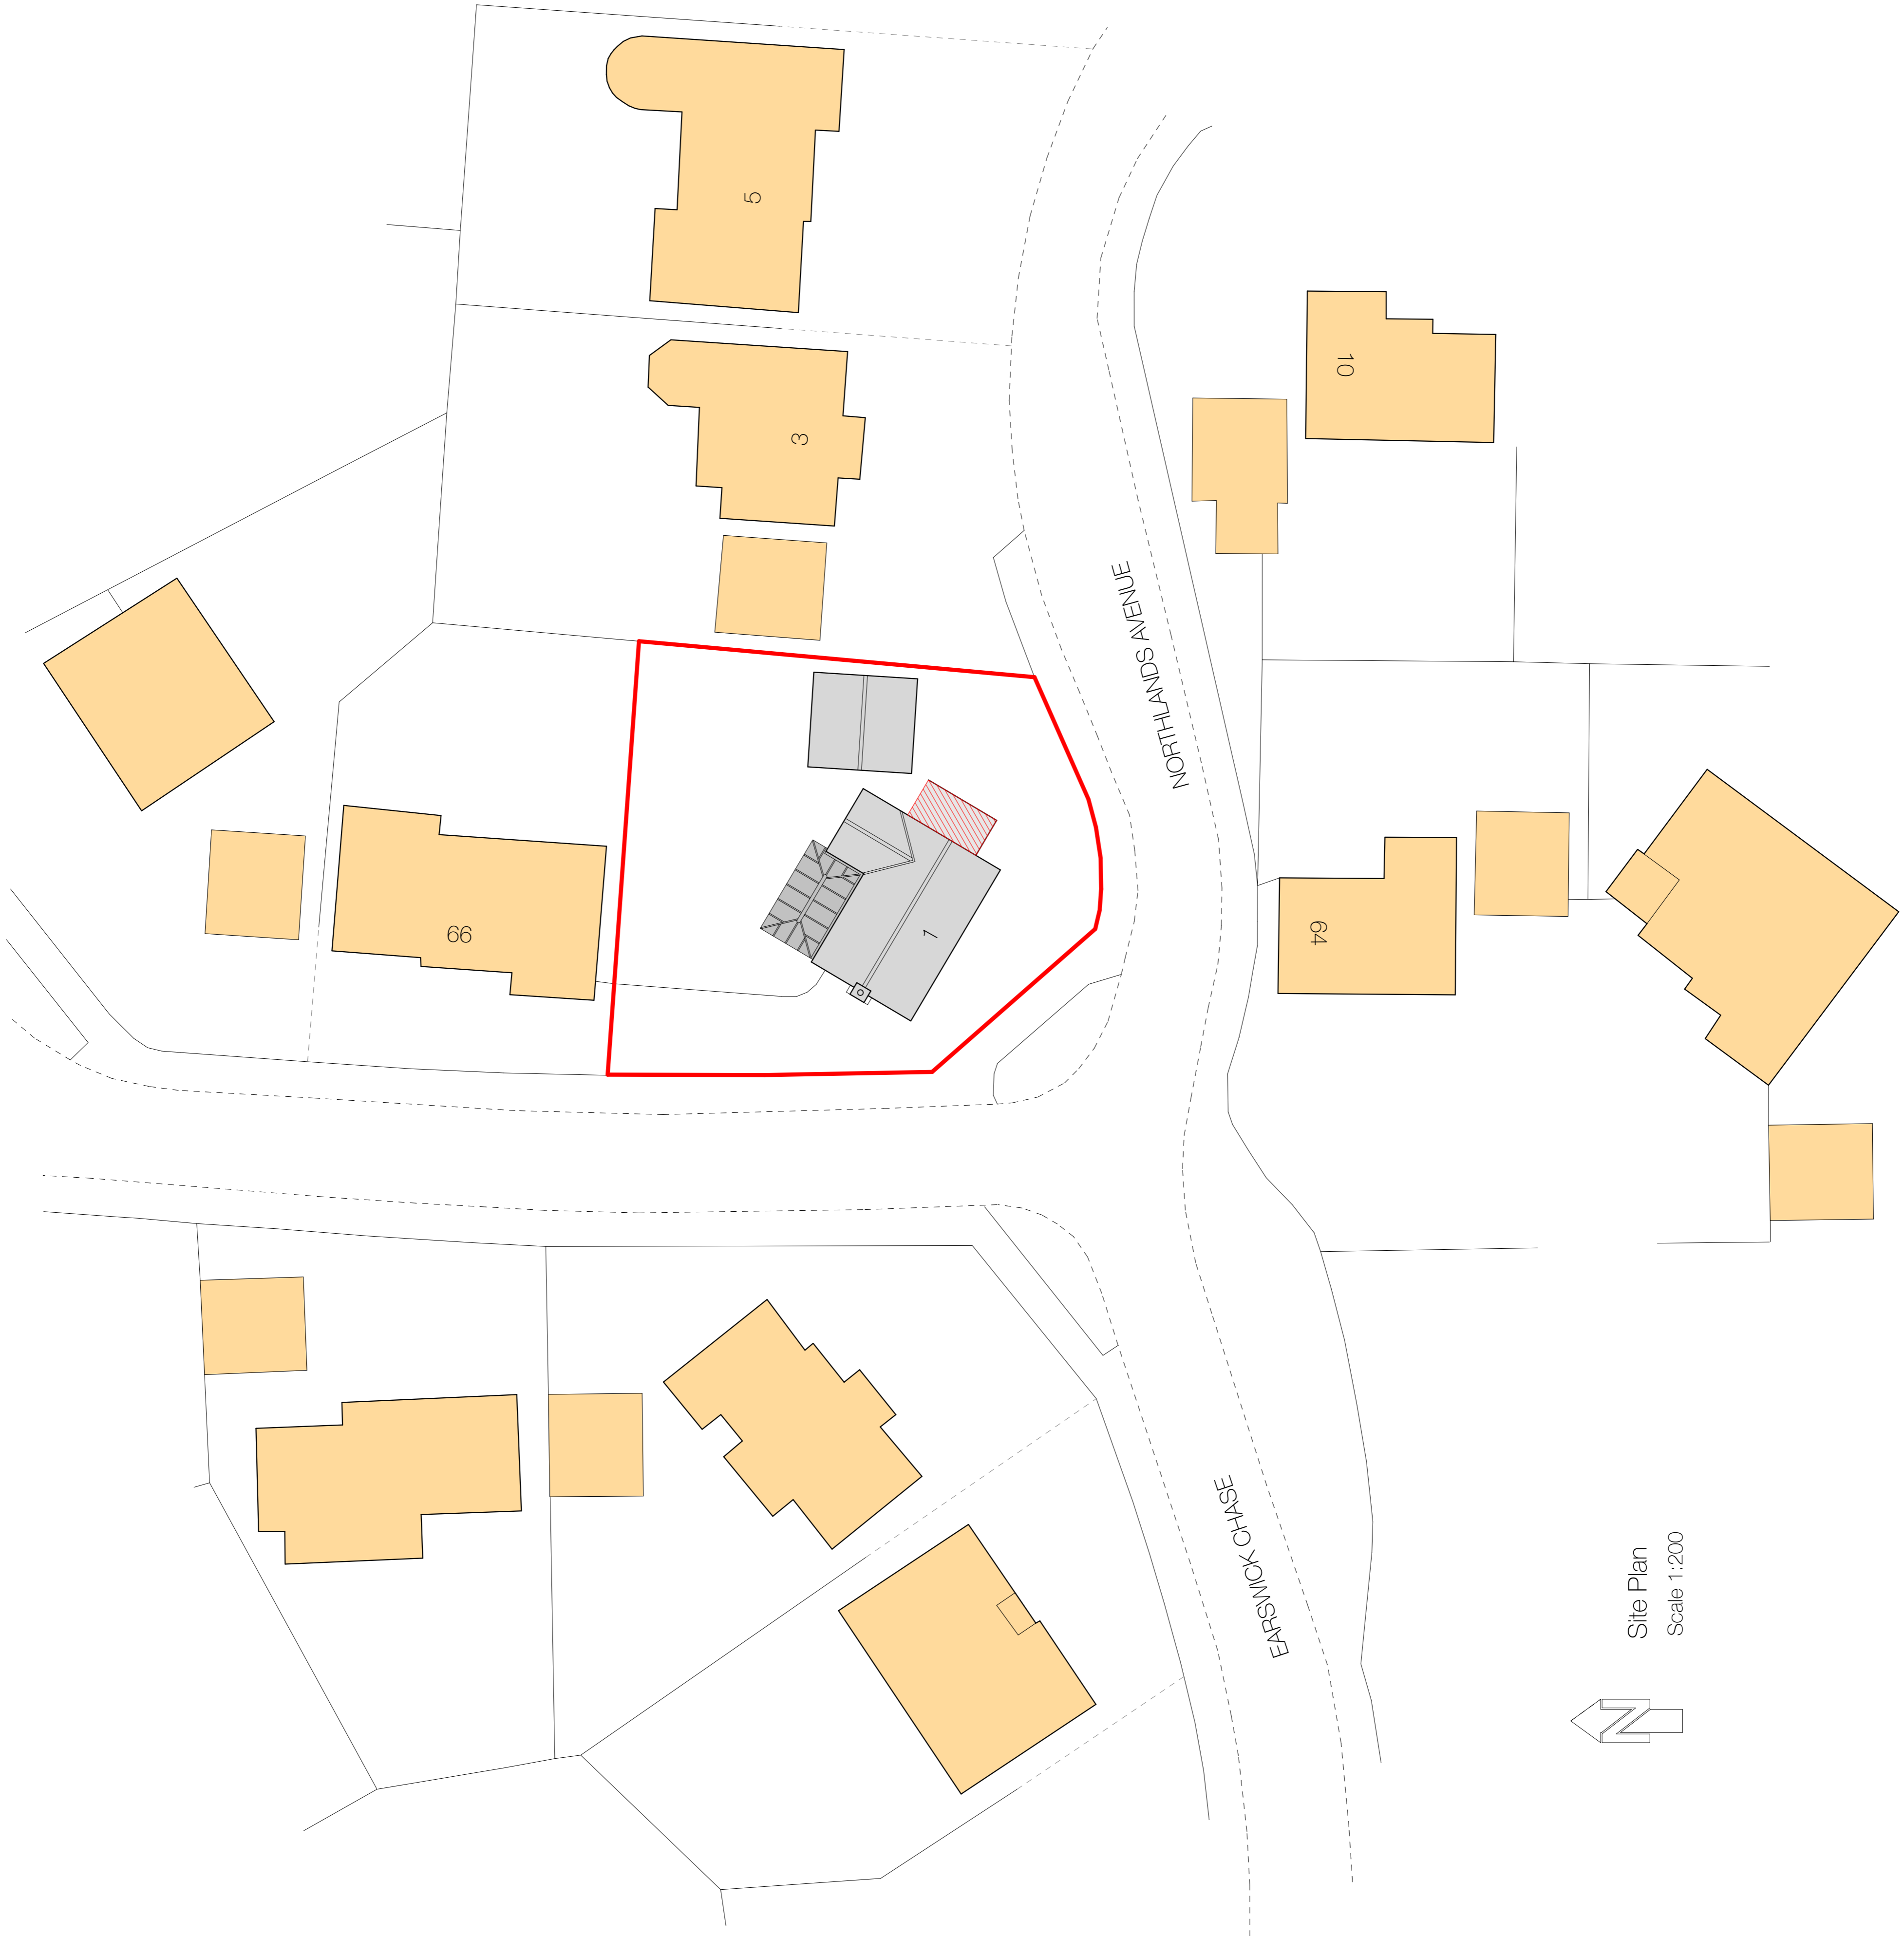 5
3
10
NORTHLANDS AVENUE
66
1
64
EARSWICK CHASE
Site Plan
Scale 1:200
N